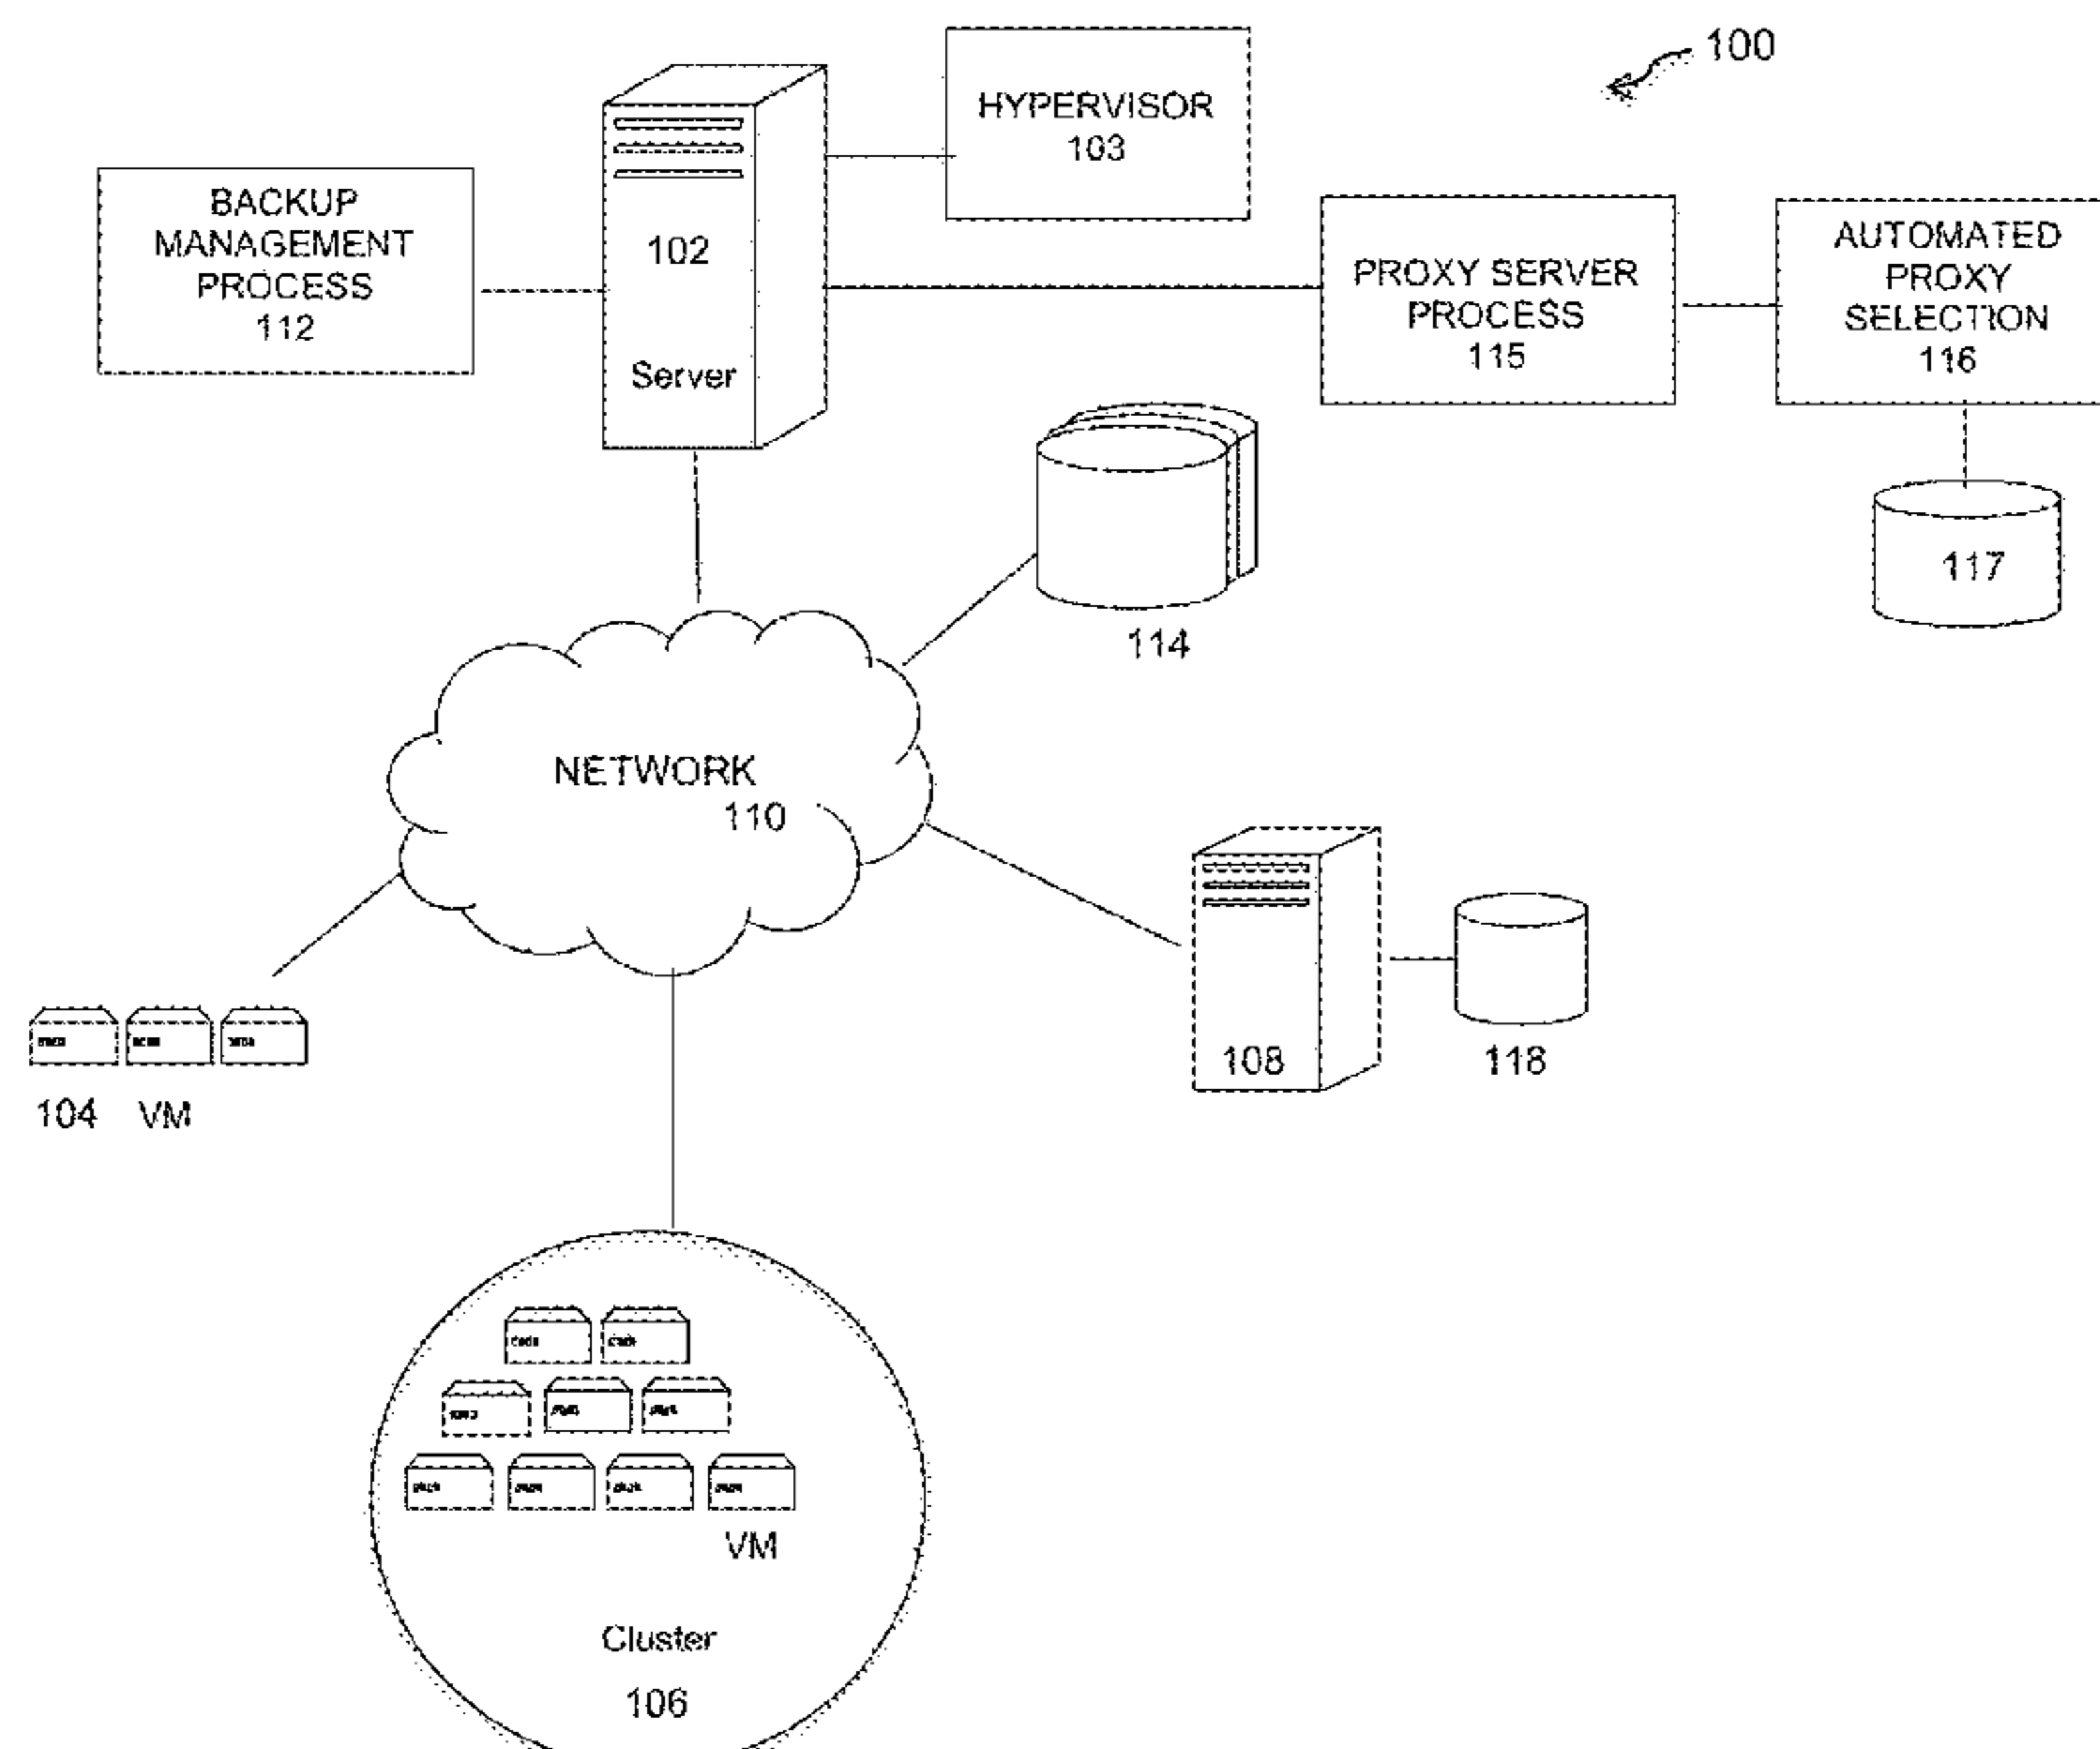 100
HYPERVISOR
103
BACKUP
MANAGEMENT
PROCESS
112
102
Server
PROXY SERVER
PROCESS
115
AUTOMATED
PROXY
SELECTION
116
117
114
NETWORK
110
108
118
104 VM
VM
Cluster
106